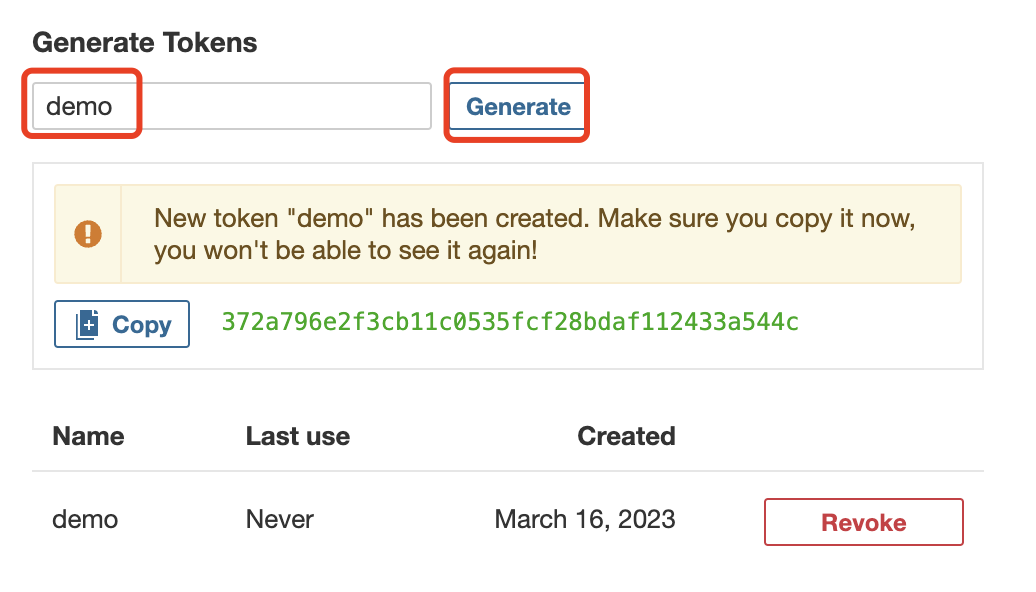 Generate Tokens
demo
Generate
New token "demo" has been created. Make sure you copy it now,
you won't be able to see it again!
Copy
372a796e2f3cb11c0535fcf28bdaf112433a544c
Name Last use Created
demo Never March 16, 2023 Revoke